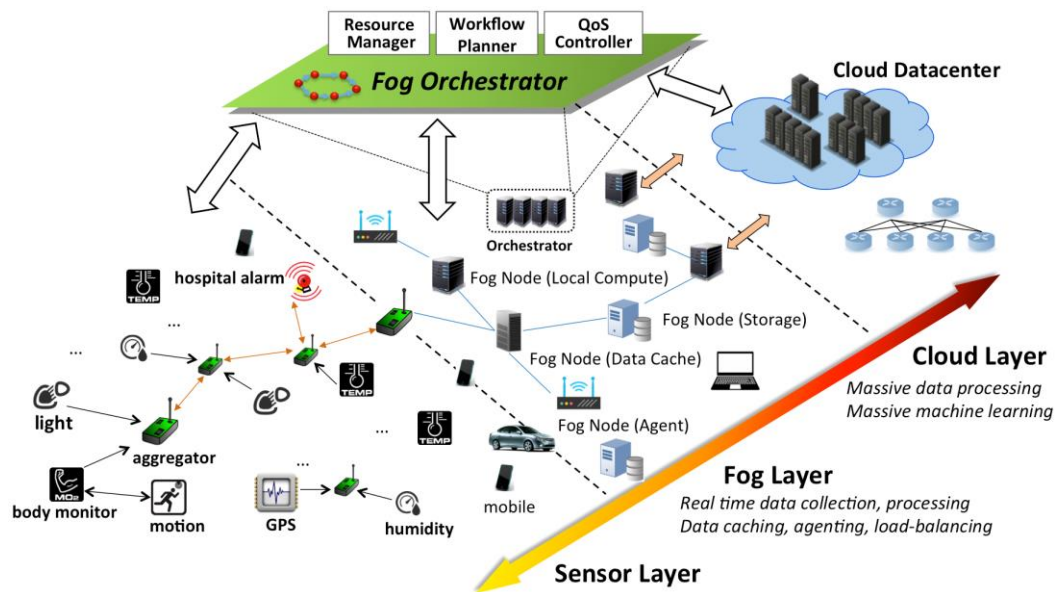 Resource
Manager
Workflow
Planner
QoS
Controller
Fog Orchestrator
Cloud Datacenter
Orchestrator
hospital alarm
TEMP
Fog Node (Local Compute)
...
Fog Node (Storage)
...
Fog Node (Data Cache)
TEMP
Cloud Layer
Massive data processing
Massive machine learning
light
...
TEMP
Fog Node (Agent)
aggregator
...
Fog Layer
MO2
body monitor
motion
GPS
humidity
mobile
Real time data collection, processing
Data caching, agenting, load-balancing
Sensor Layer